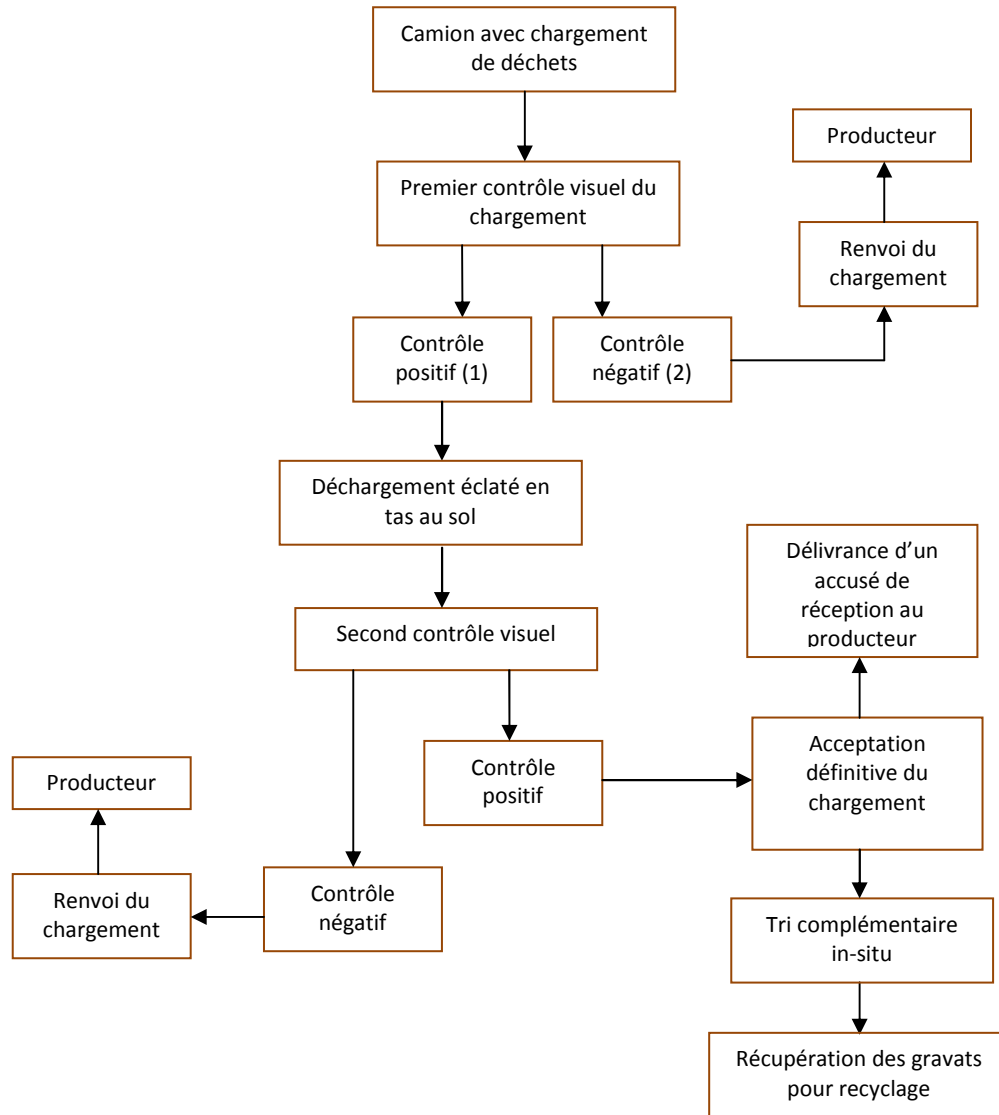 Camion avec chargement
de déchets
Producteur
Premier contrôle visuel du
chargement
Renvoi du
chargement
Contrôle
positif (1)
Contrôle
négatif (2)
Déchargement éclaté en
tas au sol
Délivrance d’un
accusé de
réception au
producteur
Second contrôle visuel
Contrôle
positif
Acceptation
définitive du
chargement
Producteur
Renvoi du
chargement
Contrôle
négatif
Tri complémentaire
in-situ
Récupération des gravats
pour recyclage